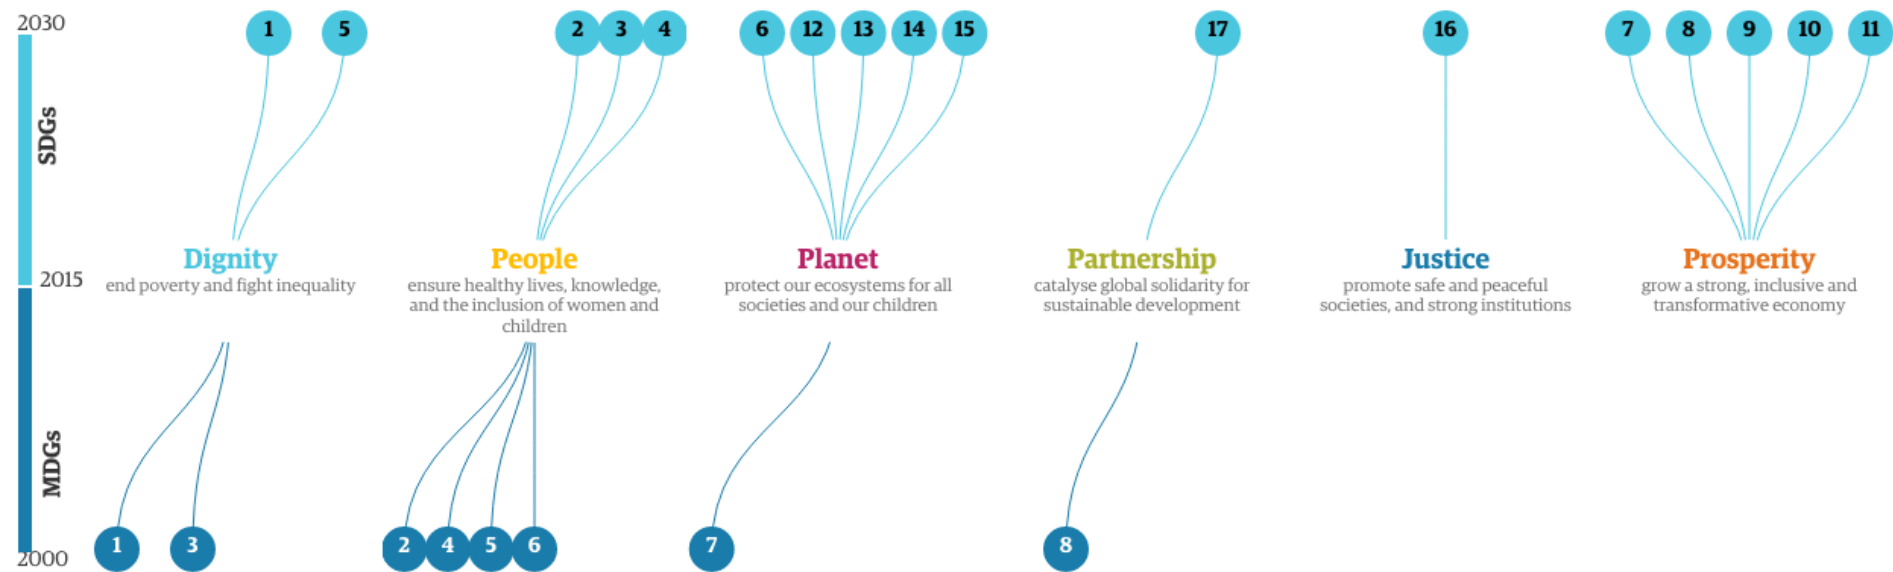 2030
1 5 2 3 4 6 12 13 14 15 17 16 7 8 9 10 11
SDGs
Dignity
end poverty and fight inequality
People
ensure healthy lives, knowledge,
and the inclusion of women and
children
Planet
protect our ecosystems for all
societies and our children
Partnership
catalyse global solidarity for
sustainable development
Justice
promote safe and peaceful
societies, and strong institutions
Prosperity
grow a strong, inclusive and
transformative economy
2015
MDGs
1 3 2 4 5 6 7 8
2000